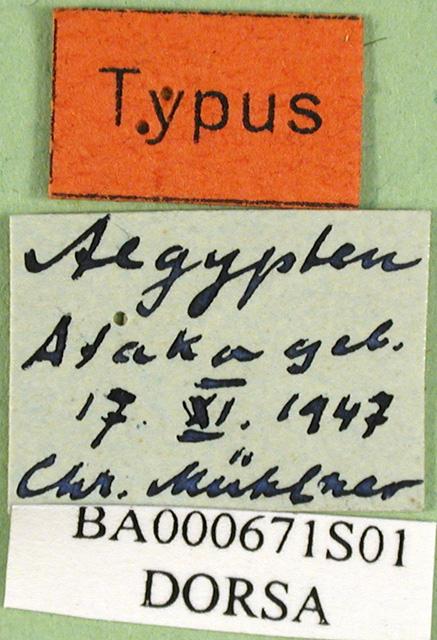 Typus
Aegypten
Ataka geb.
17. XI. 1947
Chr. Mühlner
BA000671S01
DORSA